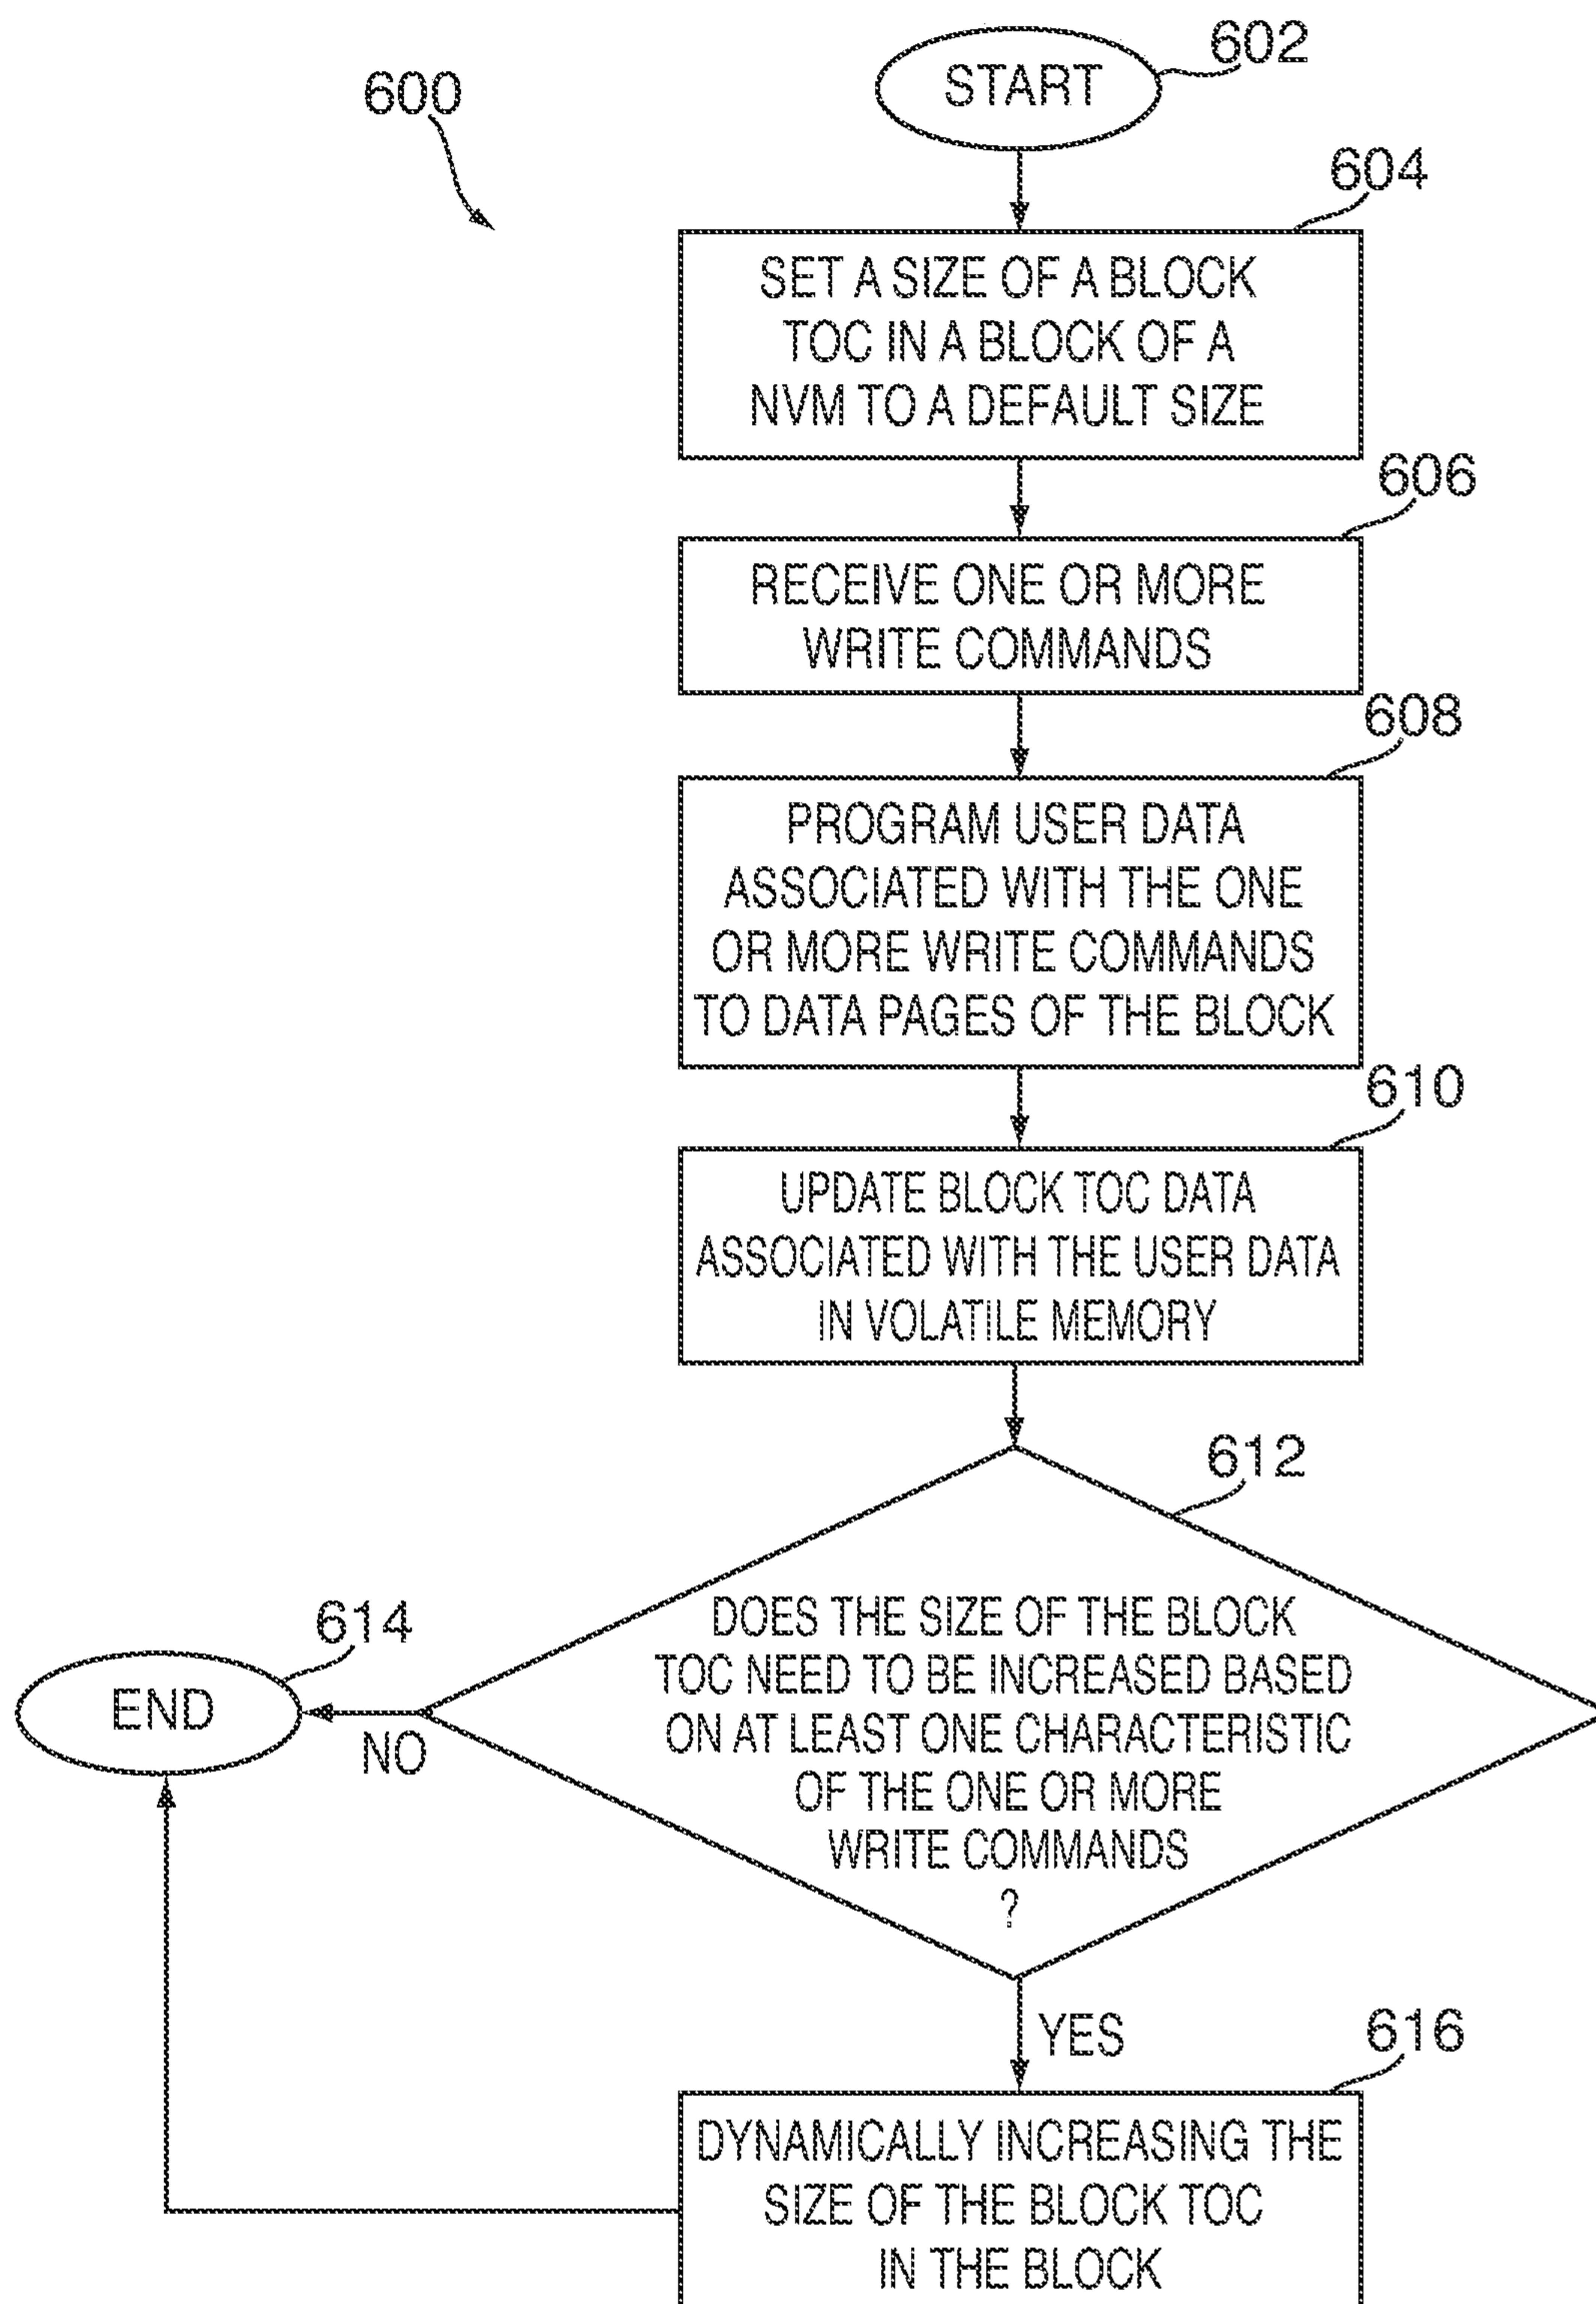 602
START
600
604
SET A SIZE OF A BLOCK
TOC IN A BLOCK OF A
NVM TO A DEFAULT SIZE
606
RECEIVE ONE OR MORE
WRITE COMMANDS
608
PROGRAM USER DATA
ASSOCIATED WITH THE ONE
OR MORE WRITE COMMANDS
TO DATA PAGES OF THE BLOCK
610
UPDATE BLOCK TOC DATA
ASSOCIATED WITH THE USER DATA
IN VOLATILE MEMORY
612
DOES THE SIZE OF THE BLOCK
TOC NEED TO BE INCREASED BASED
ON AT LEAST ONE CHARACTERISTIC
OF THE ONE OR MORE
WRITE COMMANDS
?
614
END
NO
YES
616
DYNAMICALLY INCREASING THE
SIZE OF THE BLOCK TOC
IN THE BLOCK